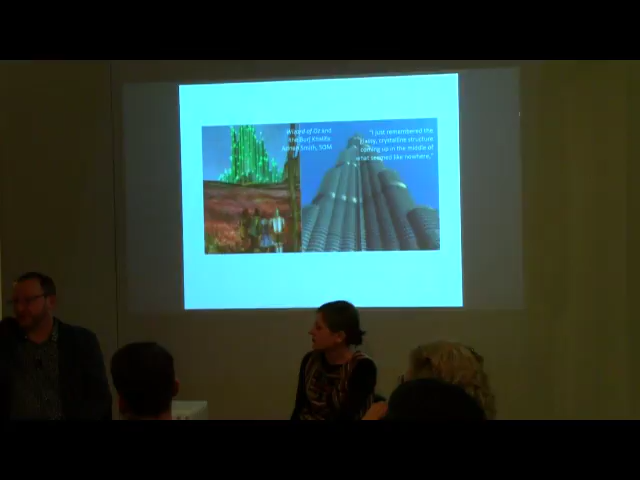 Wizard of Oz and
the Burj Khalifa
Adrian Smith, SOM
"I just remembered the
glassy, crystalline structure
coming up in the middle of
what seemed like nowhere."